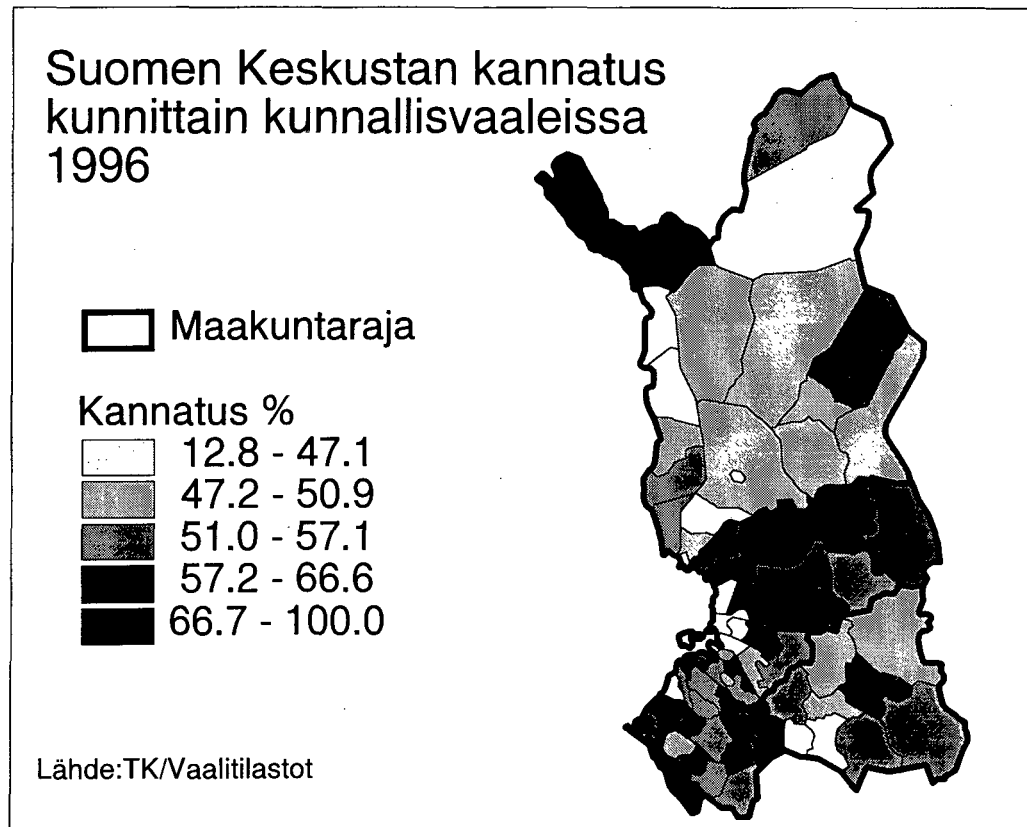 Suomen Keskustan kannatus
kunnittain kunnallisvaaleissa
1996
Maakuntaraja
Kannatus %
12.8 - 47.1
47.2 - 50.9
51.0 - 57.1
57.2 - 66.6
66.7 - 100.0
Lähde:TK/Vaalitilastot